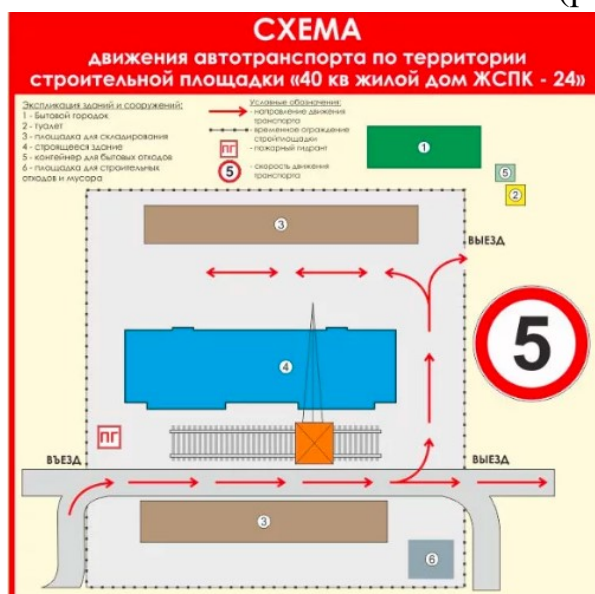 (р
СХЕМА
движения автотранспорта по территории
строительной площадки «40 кв жилой дом ЖСПК - 24»
Экспликация зданий и сооружений:
1 - Бытовой городок
2 - туалет
3 - площадка для складирования
4 - строящееся здание
5 - контейнер для бытовых отходов
6 - площадка для строительных
отходов и мусора
Условные обозначения:
- направление движения
транспорта
- временное ограждение
стройплощадки
ПГ
- пожарный гидрант
5
- скорость движения
транспорта
1
5
2
3
ВЫЕЗД
5
4
ПГ
ВЪЕЗД
ВЫЕЗД
3
6